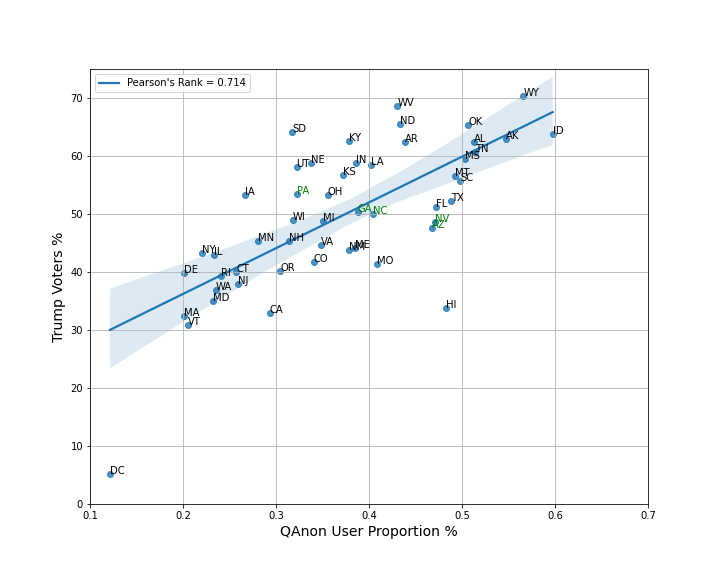 Pearson's Rank = 0.714
WY
WV
ND
OK
SD
ID
KY
AR
AL
AK
TN
MS
UT
NE
IN
LA
KS
MT
SC
PA
IA
OH
TX
FL
GA
NC
WI
MI
NV
AZ
MN
NH
VA
ME
NM
NY
IL
CO
MO
DE
RI
CT
OR
NJ
WA
MD
MA
VT
CA
HI
DC
70
60
50
40
30
20
10
0
Trump Voters %
0.1 0.2 0.3 0.4 0.5 0.6 0.7
QAnon User Proportion %